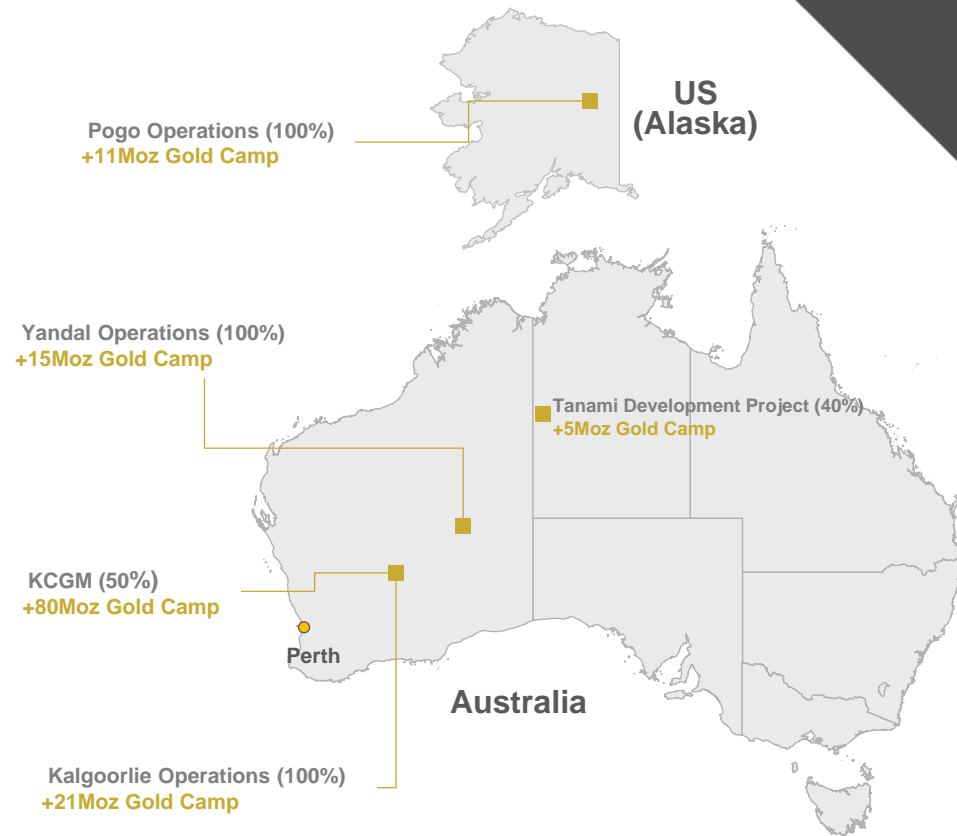 US
(Alaska)
Pogo Operations (100%)
+11Moz Gold Camp
Yandal Operations (100%)
+15Moz Gold Camp
Tanami Development Project (40%)
+5Moz Gold Camp
KCGM (50%)
+80Moz Gold Camp
Perth
Australia
Kalgoorlie Operations (100%)
+21Moz Gold Camp